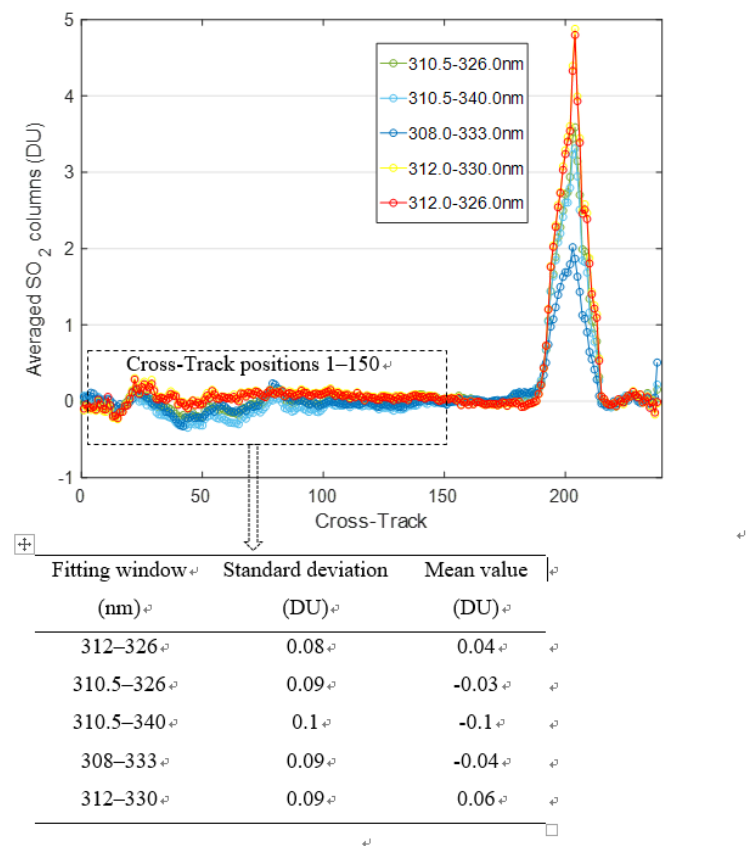 5
4
3
2
1
0
-1
Averaged SO2 columns (DU)
310.5-326.0nm
310.5-340.0nm
308.0-333.0nm
312.0-330.0nm
312.0-326.0nm
Cross-Track positions 1–150
0 50 100 150 200
Cross-Track
Fitting window Standard deviation Mean value
(nm) (DU) (DU)
312–326 0.08 0.04
310.5–326 0.09 -0.03
310.5–340 0.1 -0.1
308–333 0.09 -0.04
312–330 0.09 0.06